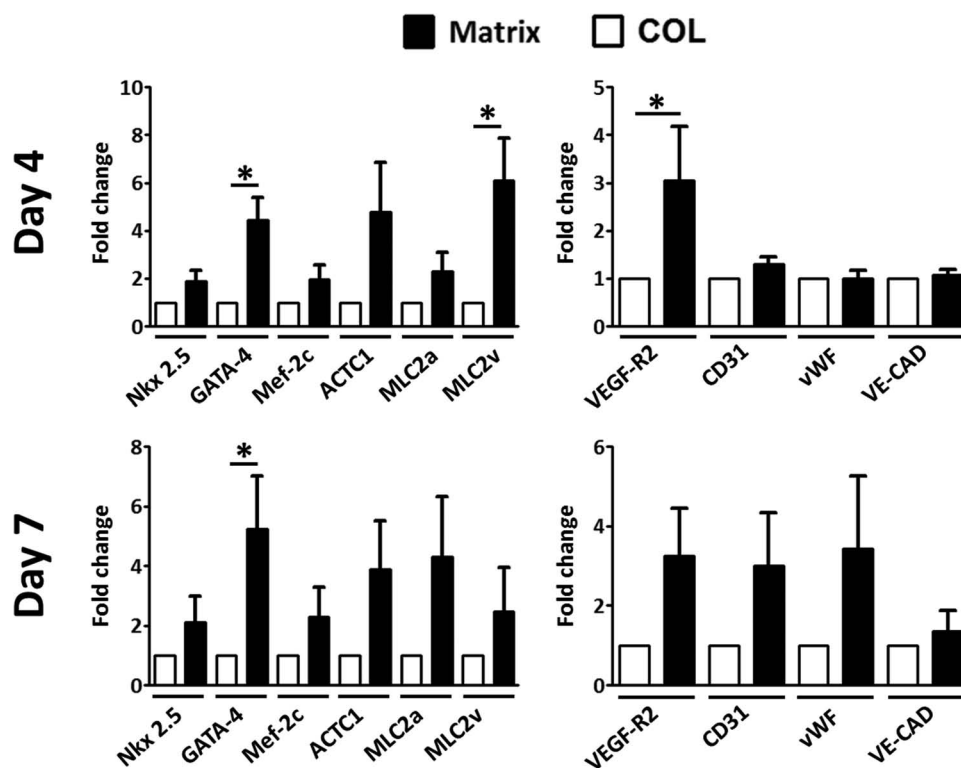 Matrix COL
Day 4
Fold change
10
8
6
4
2
0
* *
Nkx 2.5 GATA-4 Mef-2c ACTC1 MLC2a MLC2v
Fold change
5
4
3
2
1
0
*
VEGF-R2 CD31 vWF VE-CAD
Day 7
Fold change
8
6
4
2
0
*
Nkx 2.5 GATA-4 Mef-2c ACTC1 MLC2a MLC2v
Fold change
6
4
2
0
VEGF-R2 CD31 vWF VE-CAD